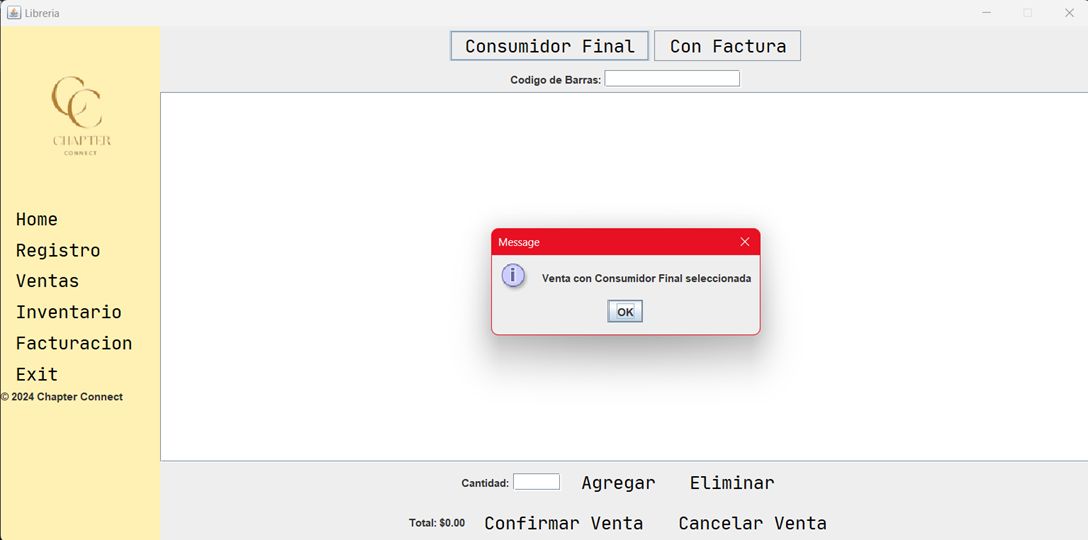 Libreria
CC
CHAPTER
CONNECT
Home
Registro
Ventas
Inventario
Facturacion
Exit
© 2024 Chapter Connect
Consumidor Final Con Factura
Codigo de Barras:
Message
i Venta con Consumidor Final seleccionada
OK
Cantidad: Agregar Eliminar
Total: $0.00 Confirmar Venta Cancelar Venta